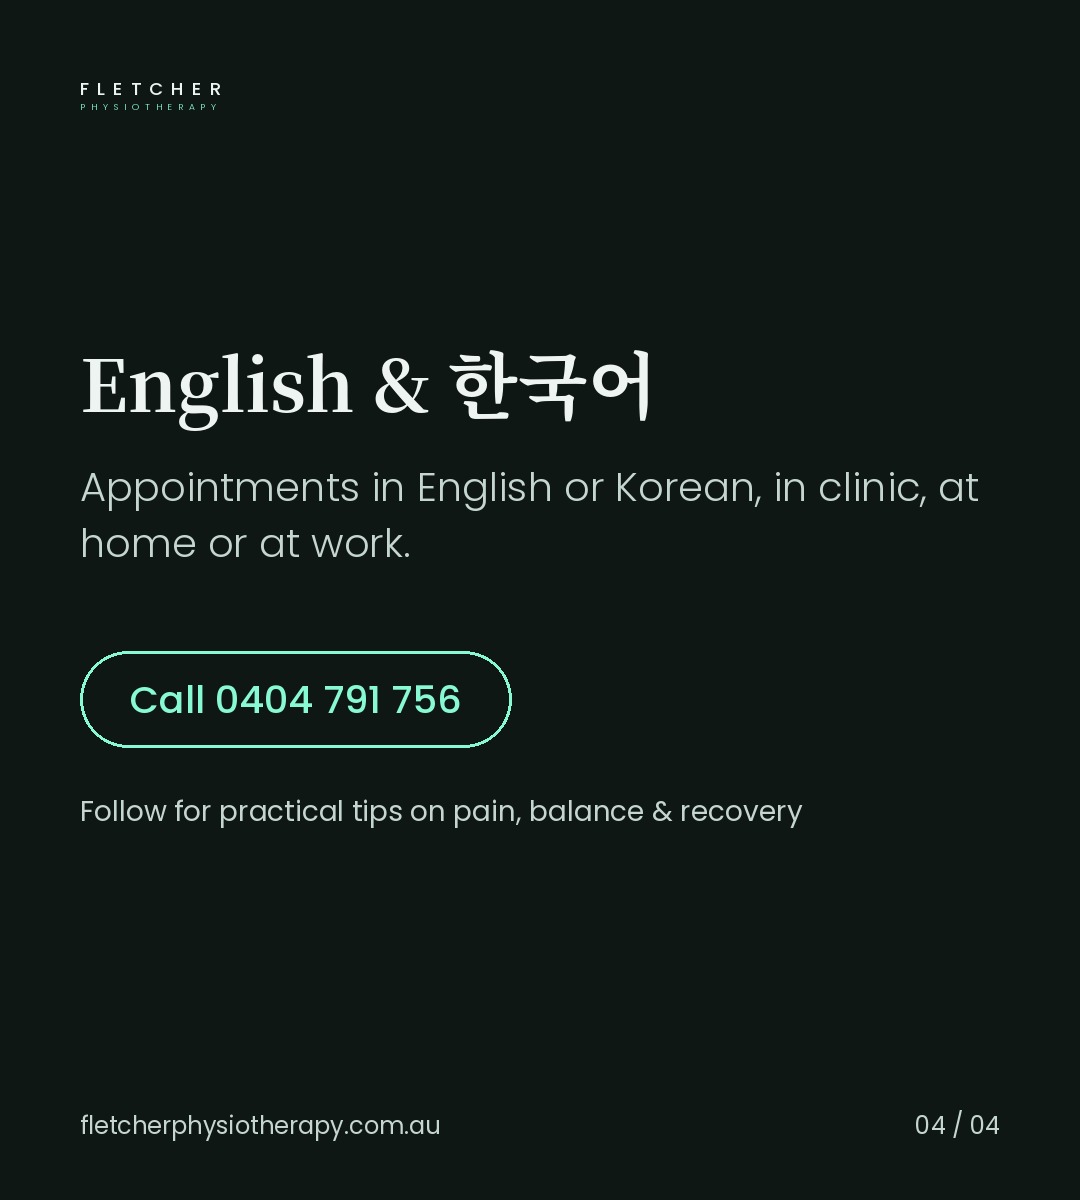 FLETCHER
PHYSIOTHERAPY
English & 한국어
Appointments in English or Korean, in clinic, at
home or at work.
Call 0404 791 756
Follow for practical tips on pain, balance & recovery
fletcherphysiotherapy.com.au
04 / 04